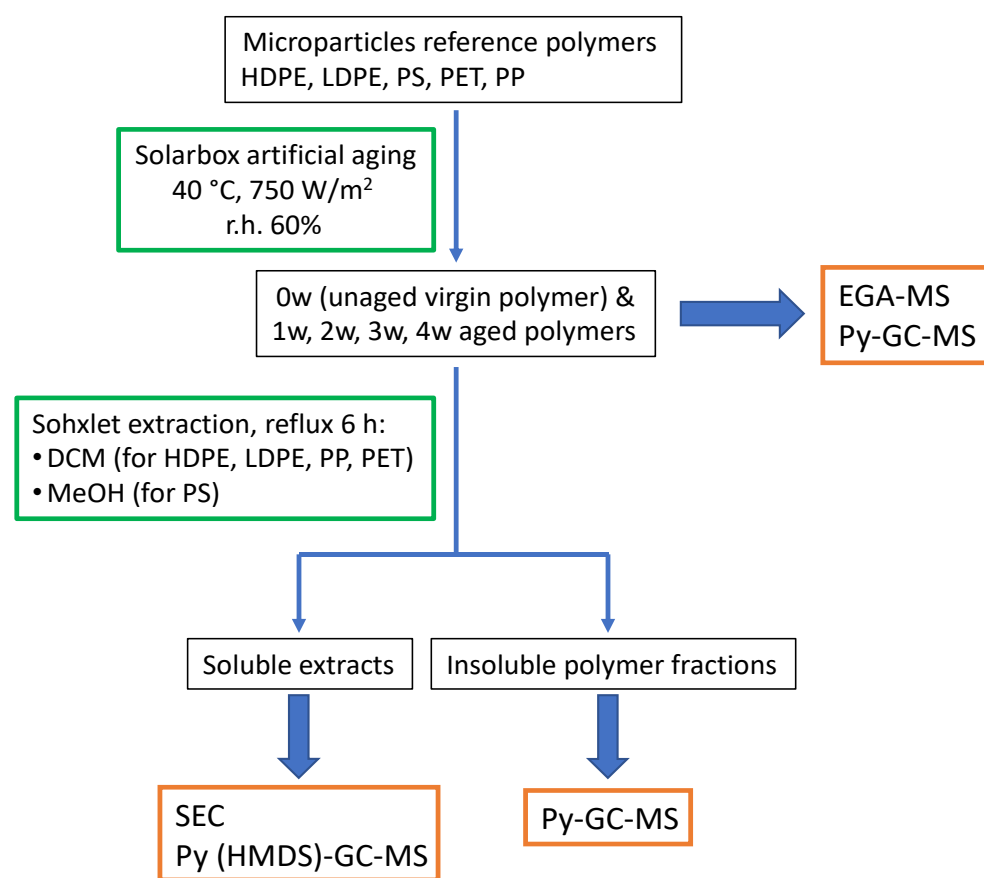 Microparticles reference polymers
HDPE, LDPE, PS, PET, PP
Solarbox artificial aging
40 °C, 750 W/m²
r.h. 60%
0w (unaged virgin polymer) &
1w, 2w, 3w, 4w aged polymers
EGA-MS
Py-GC-MS
Sohxlet extraction, reflux 6 h:
• DCM (for HDPE, LDPE, PP, PET)
• MeOH (for PS)
Soluble extracts
Insoluble polymer fractions
SEC
Py (HMDS)-GC-MS
Py-GC-MS